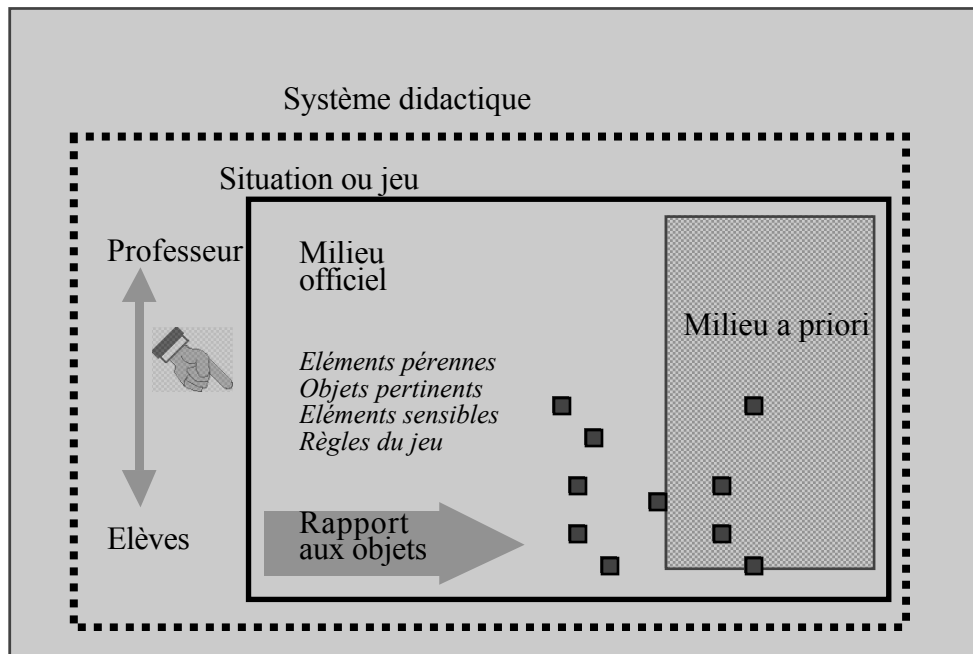 Système didactique
Situation ou jeu
Professeur
Milieu
officiel
Milieu a priori
Eléments pérennes
Objets pertinents
Eléments sensibles
Règles du jeu
Elèves
Rapport
aux objets